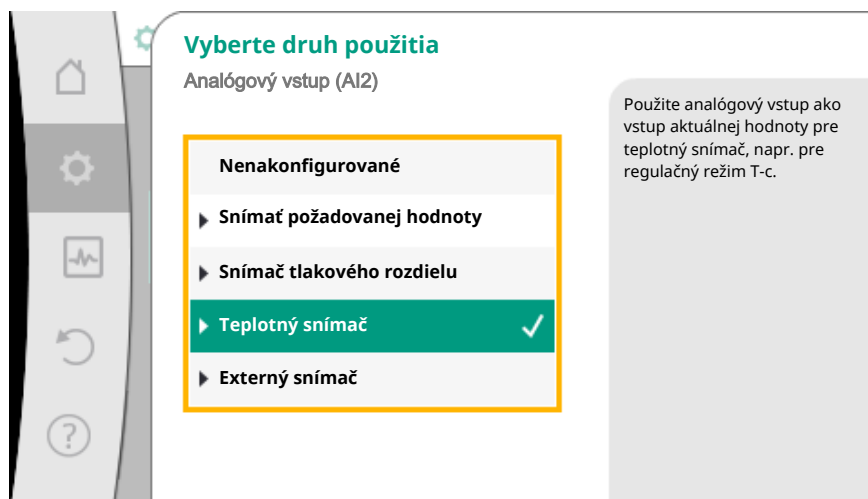 Vyberte druh použitia
Analógový vstup (AI2)
Nenakonfigurované
Snímať požadovanej hodnoty
Snímač tlakového rozdielu
Teplotný snímač
Externý snímač
Použite analógový vstup ako
vstup aktuálnej hodnoty pre
teplotný snímač, napr. pre
regulačný režim T-c.
?